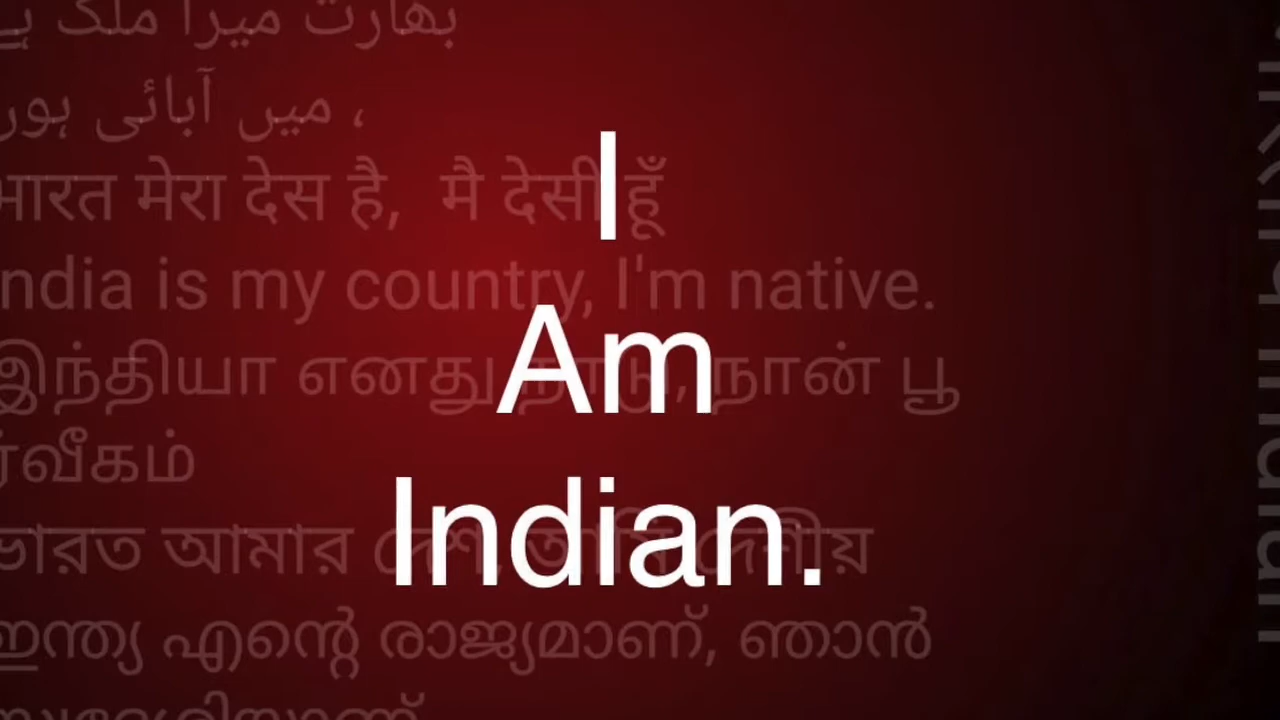 بھارت میرا ملک ہے
، میں آبائی ہوں
भारत मेरा देस है, मै देसी हूँ
India is my country, I'm native.
இந்தியா எனது நாடு, நான் பூ
ர்வீகம்
ভারত আমার দেশ, আমি দেশীয়
ഇന്ത്യ എന്റെ രാജ്യമാണ്, ഞാൻ
I
Am
Indian.